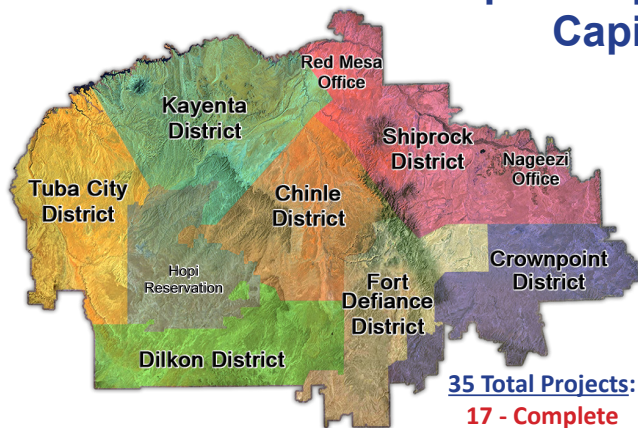 Capi
Red Mesa
Office
Kayenta
District
Shiprock
District
Nageezi
Office
Tuba City
District
Chinle
District
Crownpoint
District
Hopi
Reservation
Fort
Defiance
District
Dilkon District
35 Total Projects:
17 - Complete